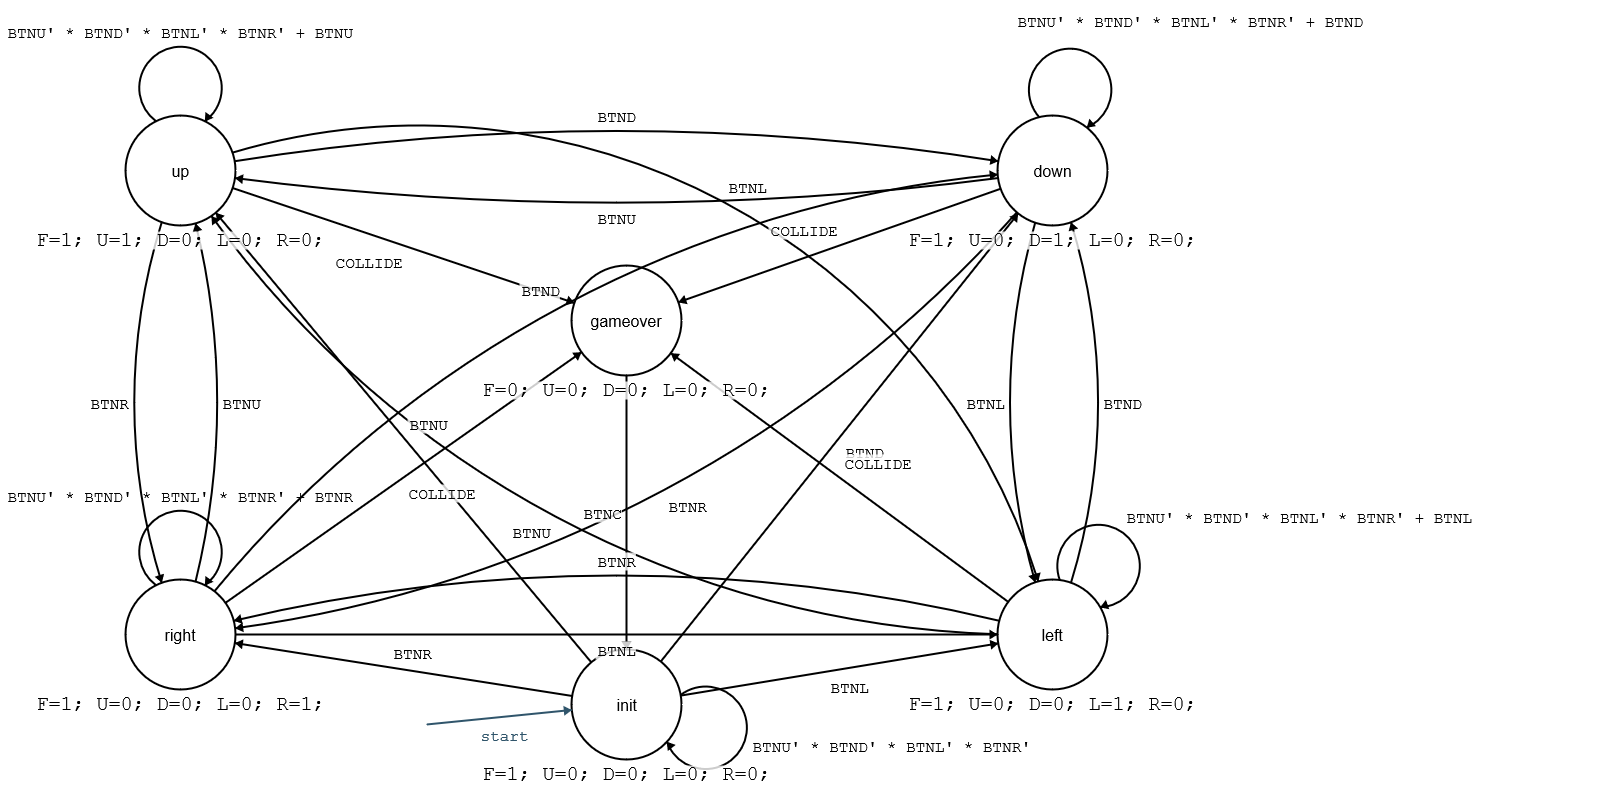 BTNU' * BTND' * BTNL' * BTNR' + BTND
BTNU' * BTND' * BTNL' * BTNR' + BTNU
BTND
up
down
BTNL
BTNU
COLLIDE
F=1; U=1; D=0; L=0; R=0;
F=1; U=0; D=1; L=0; R=0;
COLLIDE
BTND
gameover
F=0; U=0; D=0; L=0; R=0;
BTNR
BTNU
BTNL
BTND
BTNU
BTND
COLLIDE
COLLIDE
BTNU' * BTND' * BTNL' * BTNR' + BTNR
BTNR
BTNC
BTNU' * BTND' * BTNL' * BTNR' + BTNL
BTNU
BTNR
right
left
BTNL
BTNR
BTNL
F=1; U=0; D=0; L=0; R=1;
F=1; U=0; D=0; L=1; R=0;
init
start
BTNU' * BTND' * BTNL' * BTNR'
F=1; U=0; D=0; L=0; R=0;